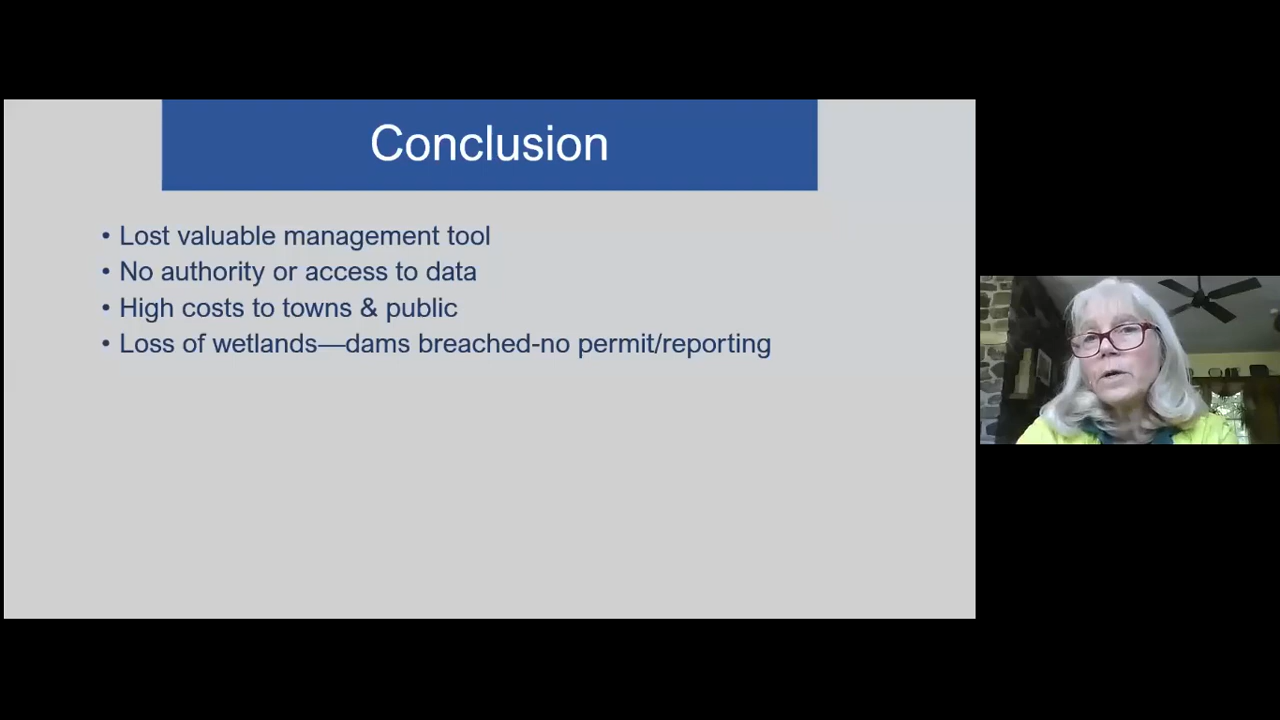 Conclusion
• Lost valuable management tool
• No authority or access to data
• High costs to towns & public
• Loss of wetlands—dams breached-no permit/reporting